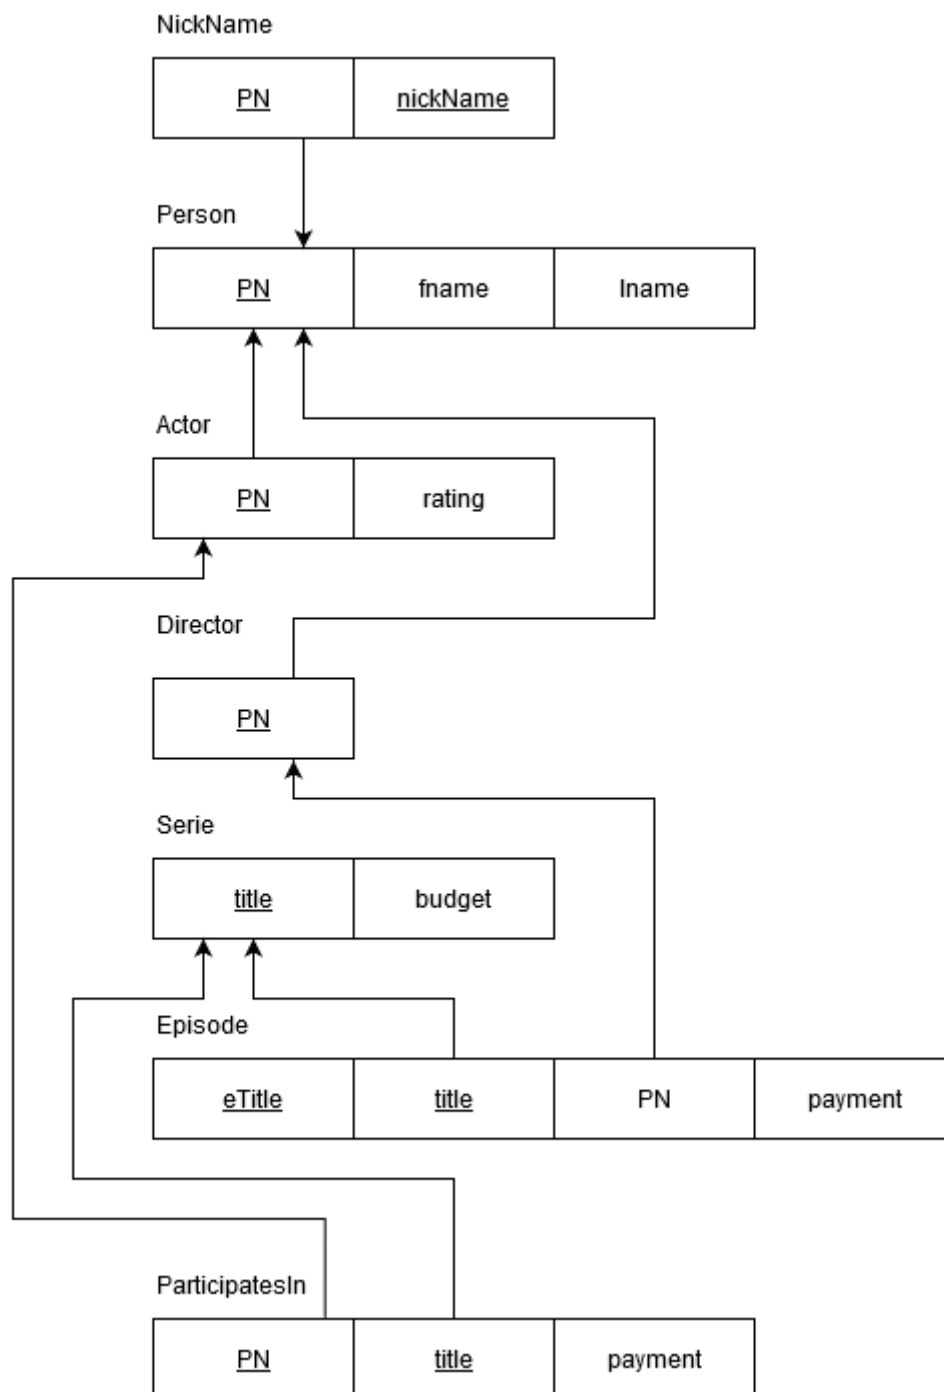 NickName
PN nickName
Person
PN fname lname
Actor
PN rating
Director
PN
Serie
title budget
Episode
eTitle title PN payment
ParticipatesIn
PN title payment